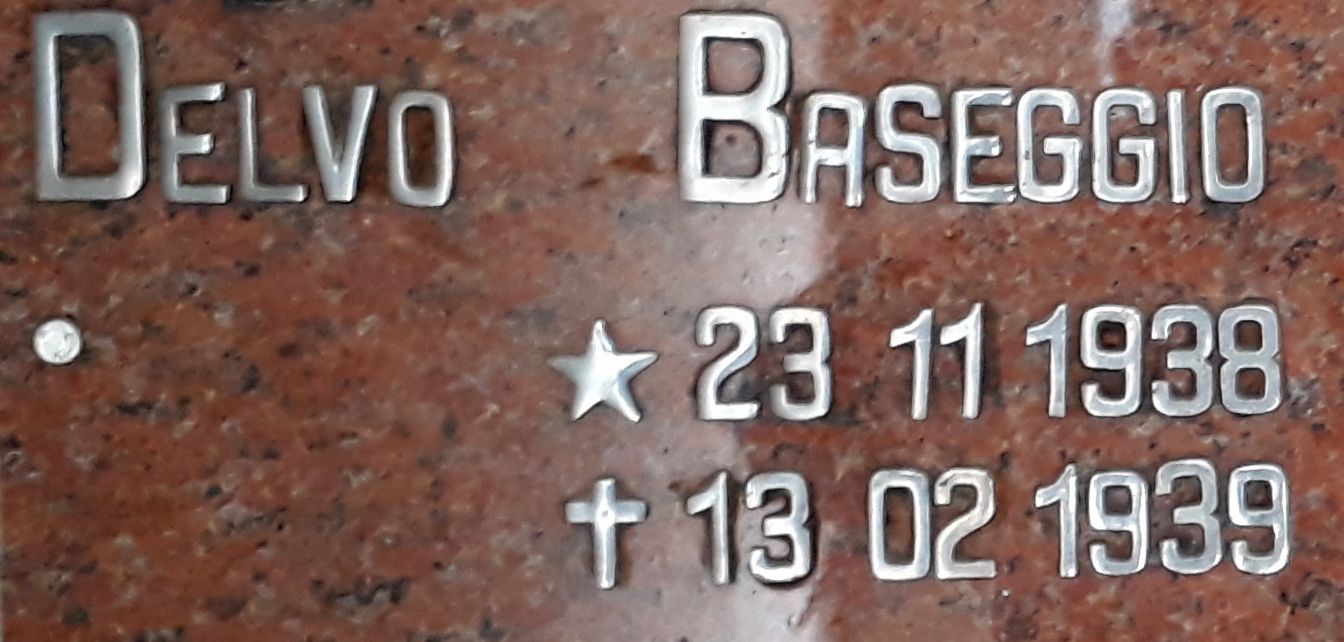 DELVO BASEGGIO
★ 23 11 1938
✝ 13 02 1939